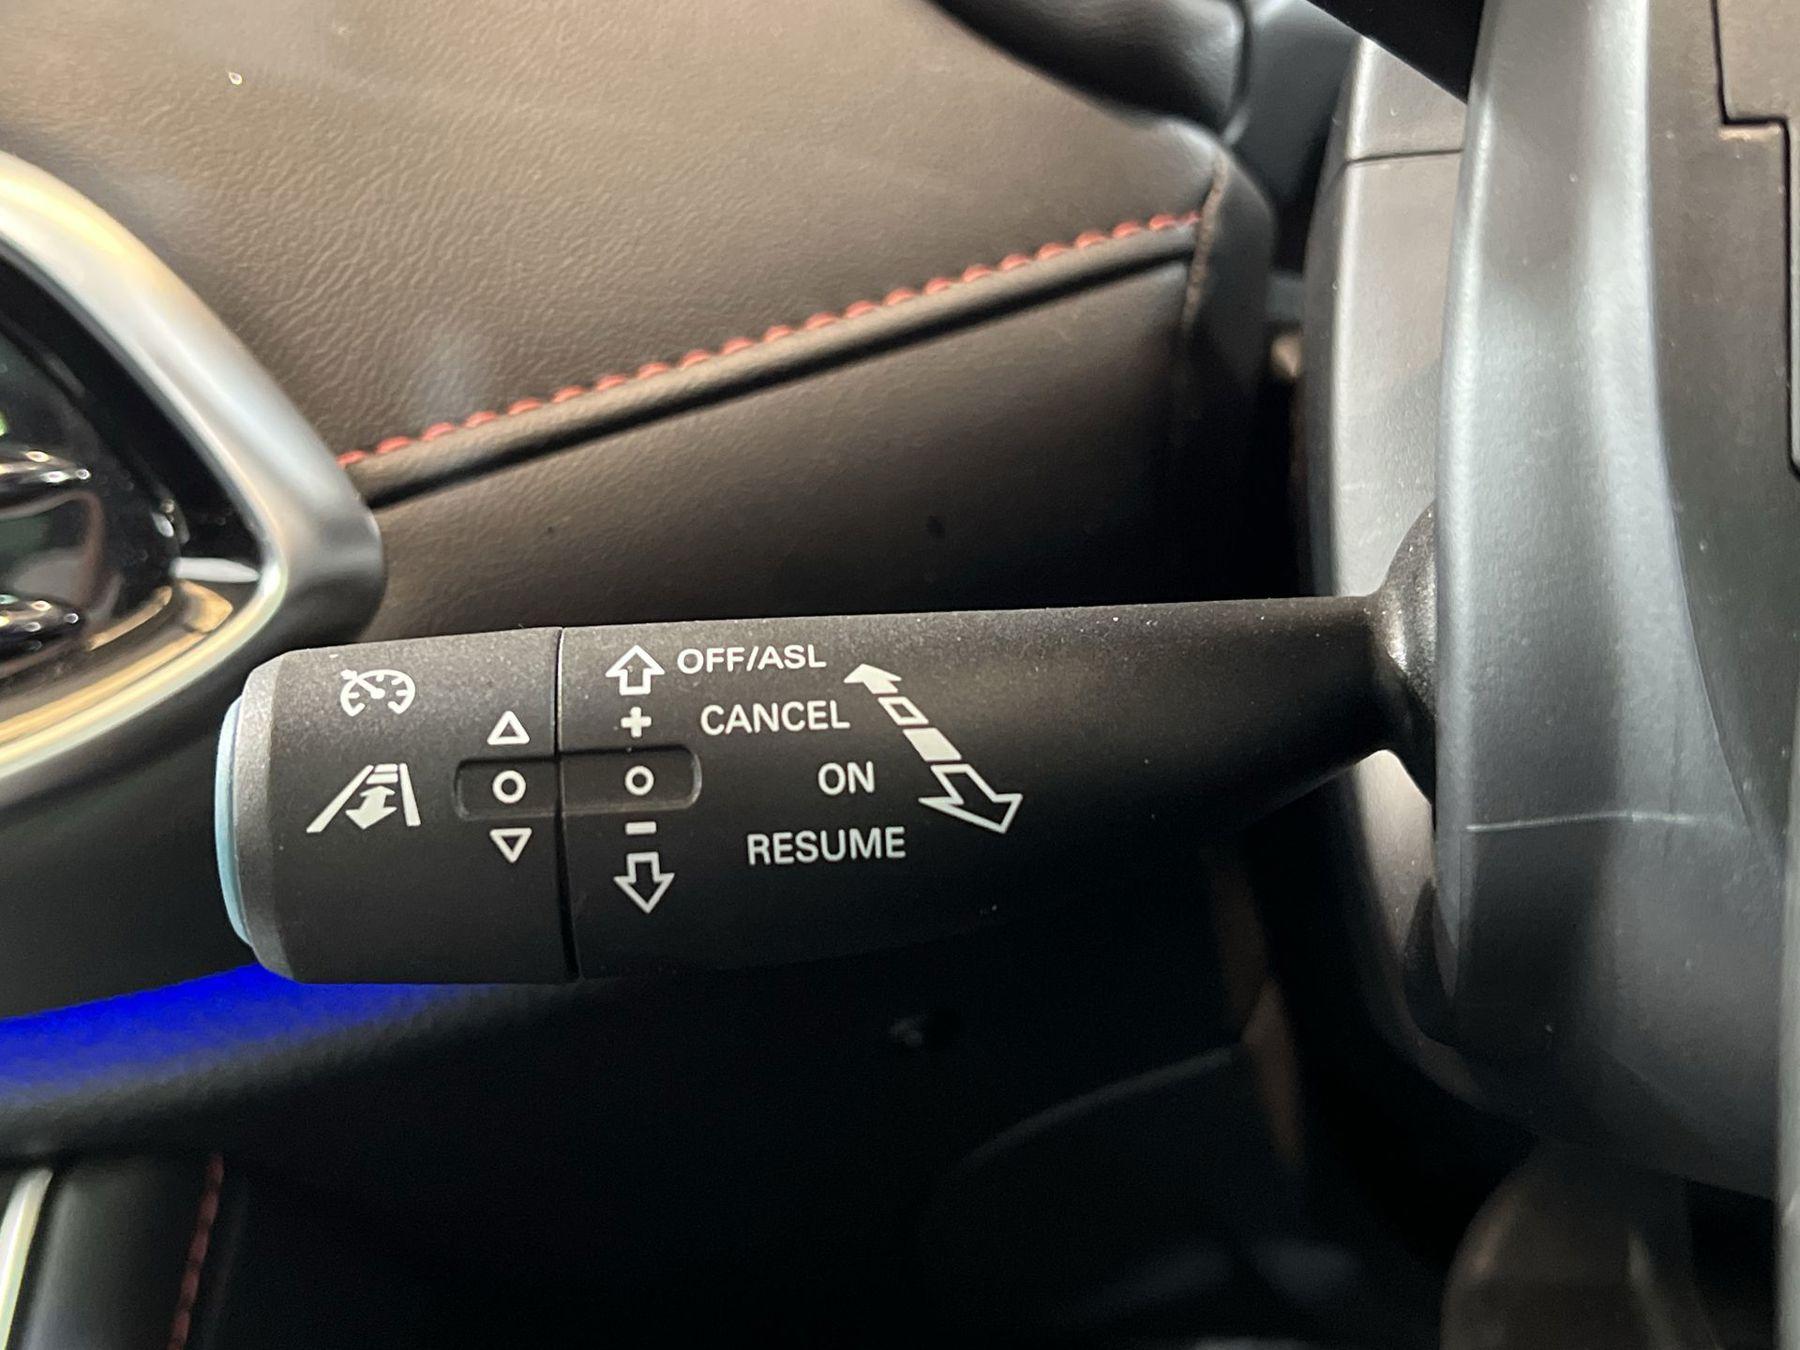 OFF/ASL
+ CANCEL
ON
-
RESUME